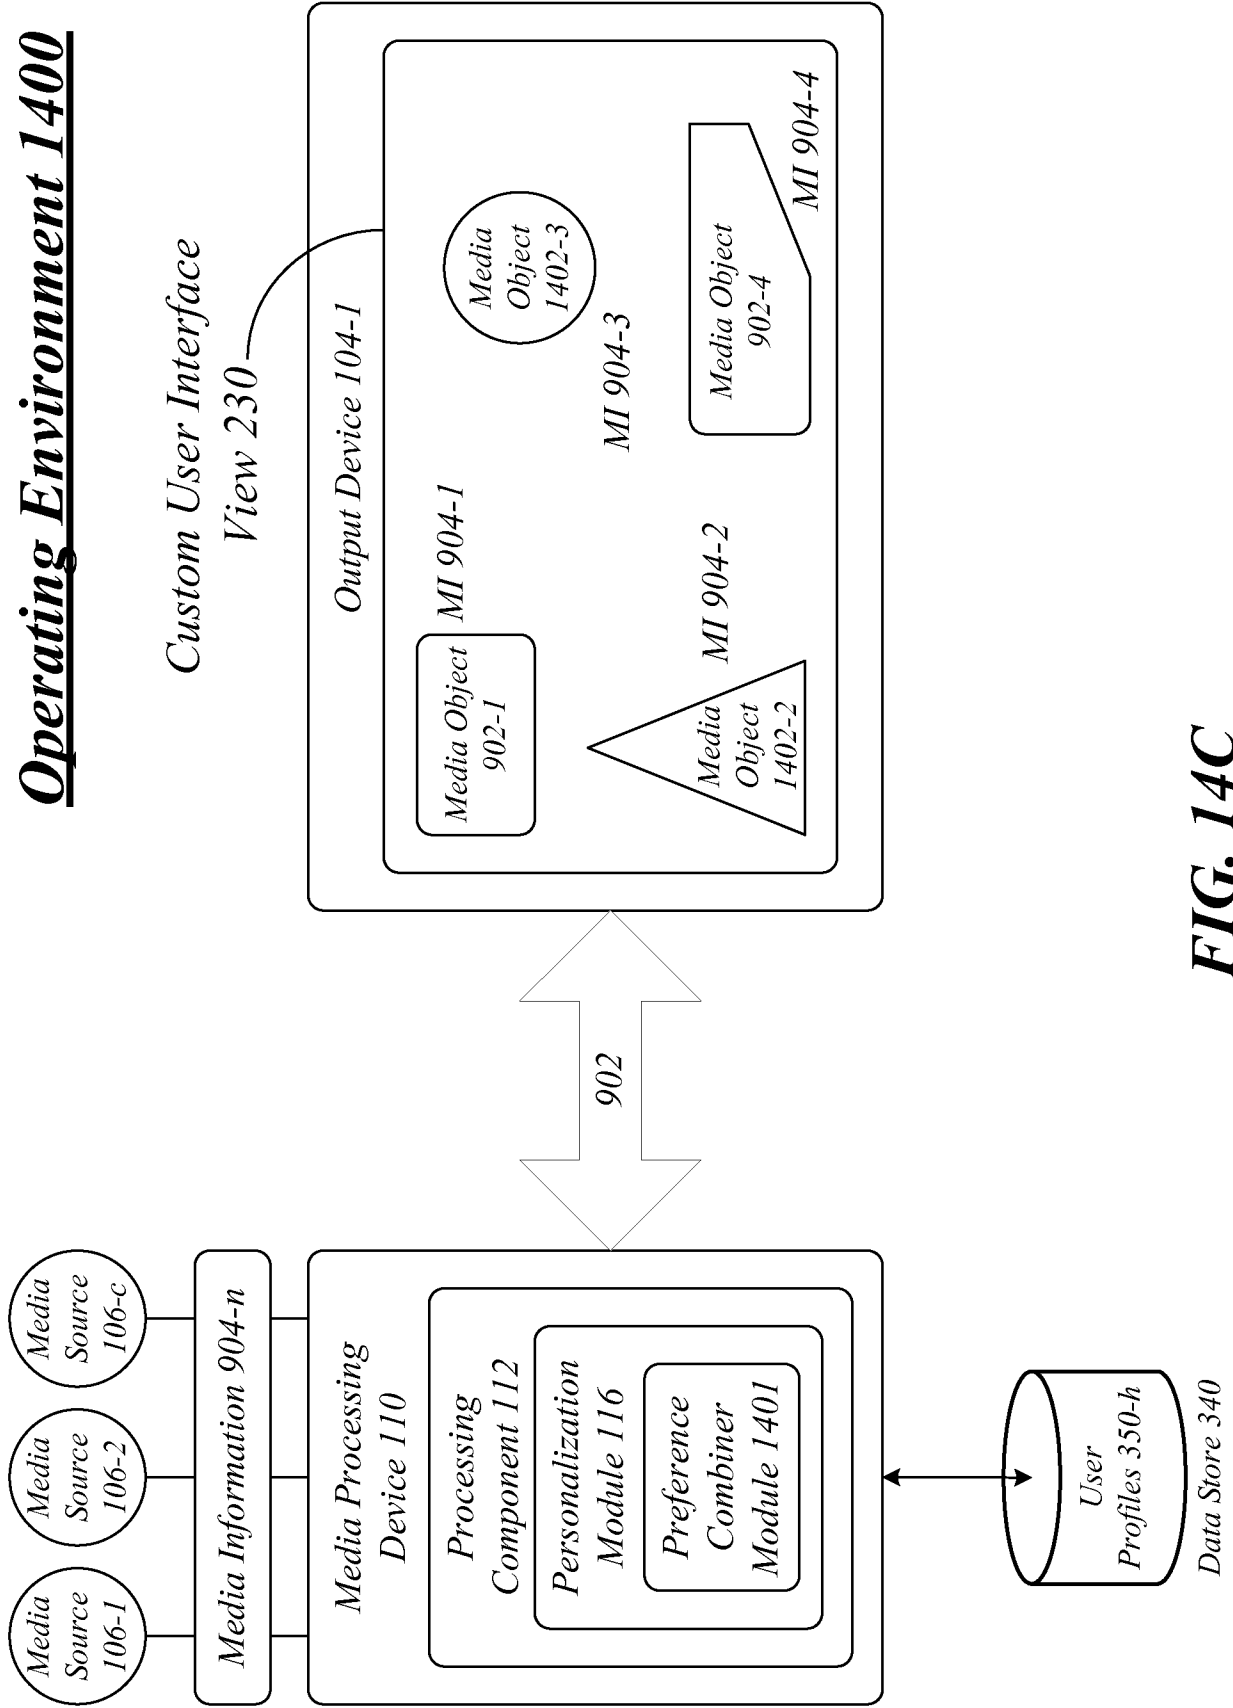 Operating Environment 1400
Custom User Interface
View 230
Media
Source
106-1
Media
Source
106-2
Media
Source
106-c
Media Information 904-n
Media Processing
Device 110
Processing
Component 112
Personalization
Module 116
Preference
Combiner
Module 1401
User
Profiles 350-h
Data Store 340
902
Output Device 104-1
Media Object
902-1
MI 904-1
Media
Object
1402-3
MI 904-3
Media
Object
1402-2
MI 904-2
Media Object
902-4
MI 904-4
FIG. 14C